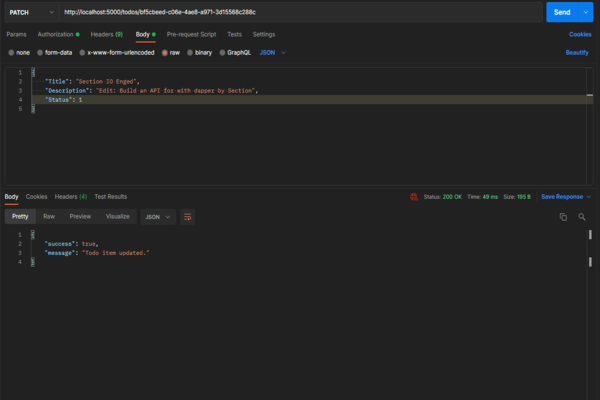 PATCH http://localhost:5000/todos/bf5cbeed-c06e-4ae8-a971-3d15568c288c Send
Params Authorization Headers (9) Body Pre-request Script Tests Settings Cookies
none form-data x-www-form-urlencoded raw binary GraphQL JSON Beautify
1 {
2 "Title": "Section IO Enged",
3 "Description": "Edit: Build an API for with dapper by Section",
4 "Status": 1
5 }
Body Cookies Headers (4) Test Results Status: 200 OK Time: 49 ms Size: 195 B Save Response
Pretty Raw Preview Visualize JSON
1 {
2 "success": true,
3 "message": "Todo item updated."
4 }